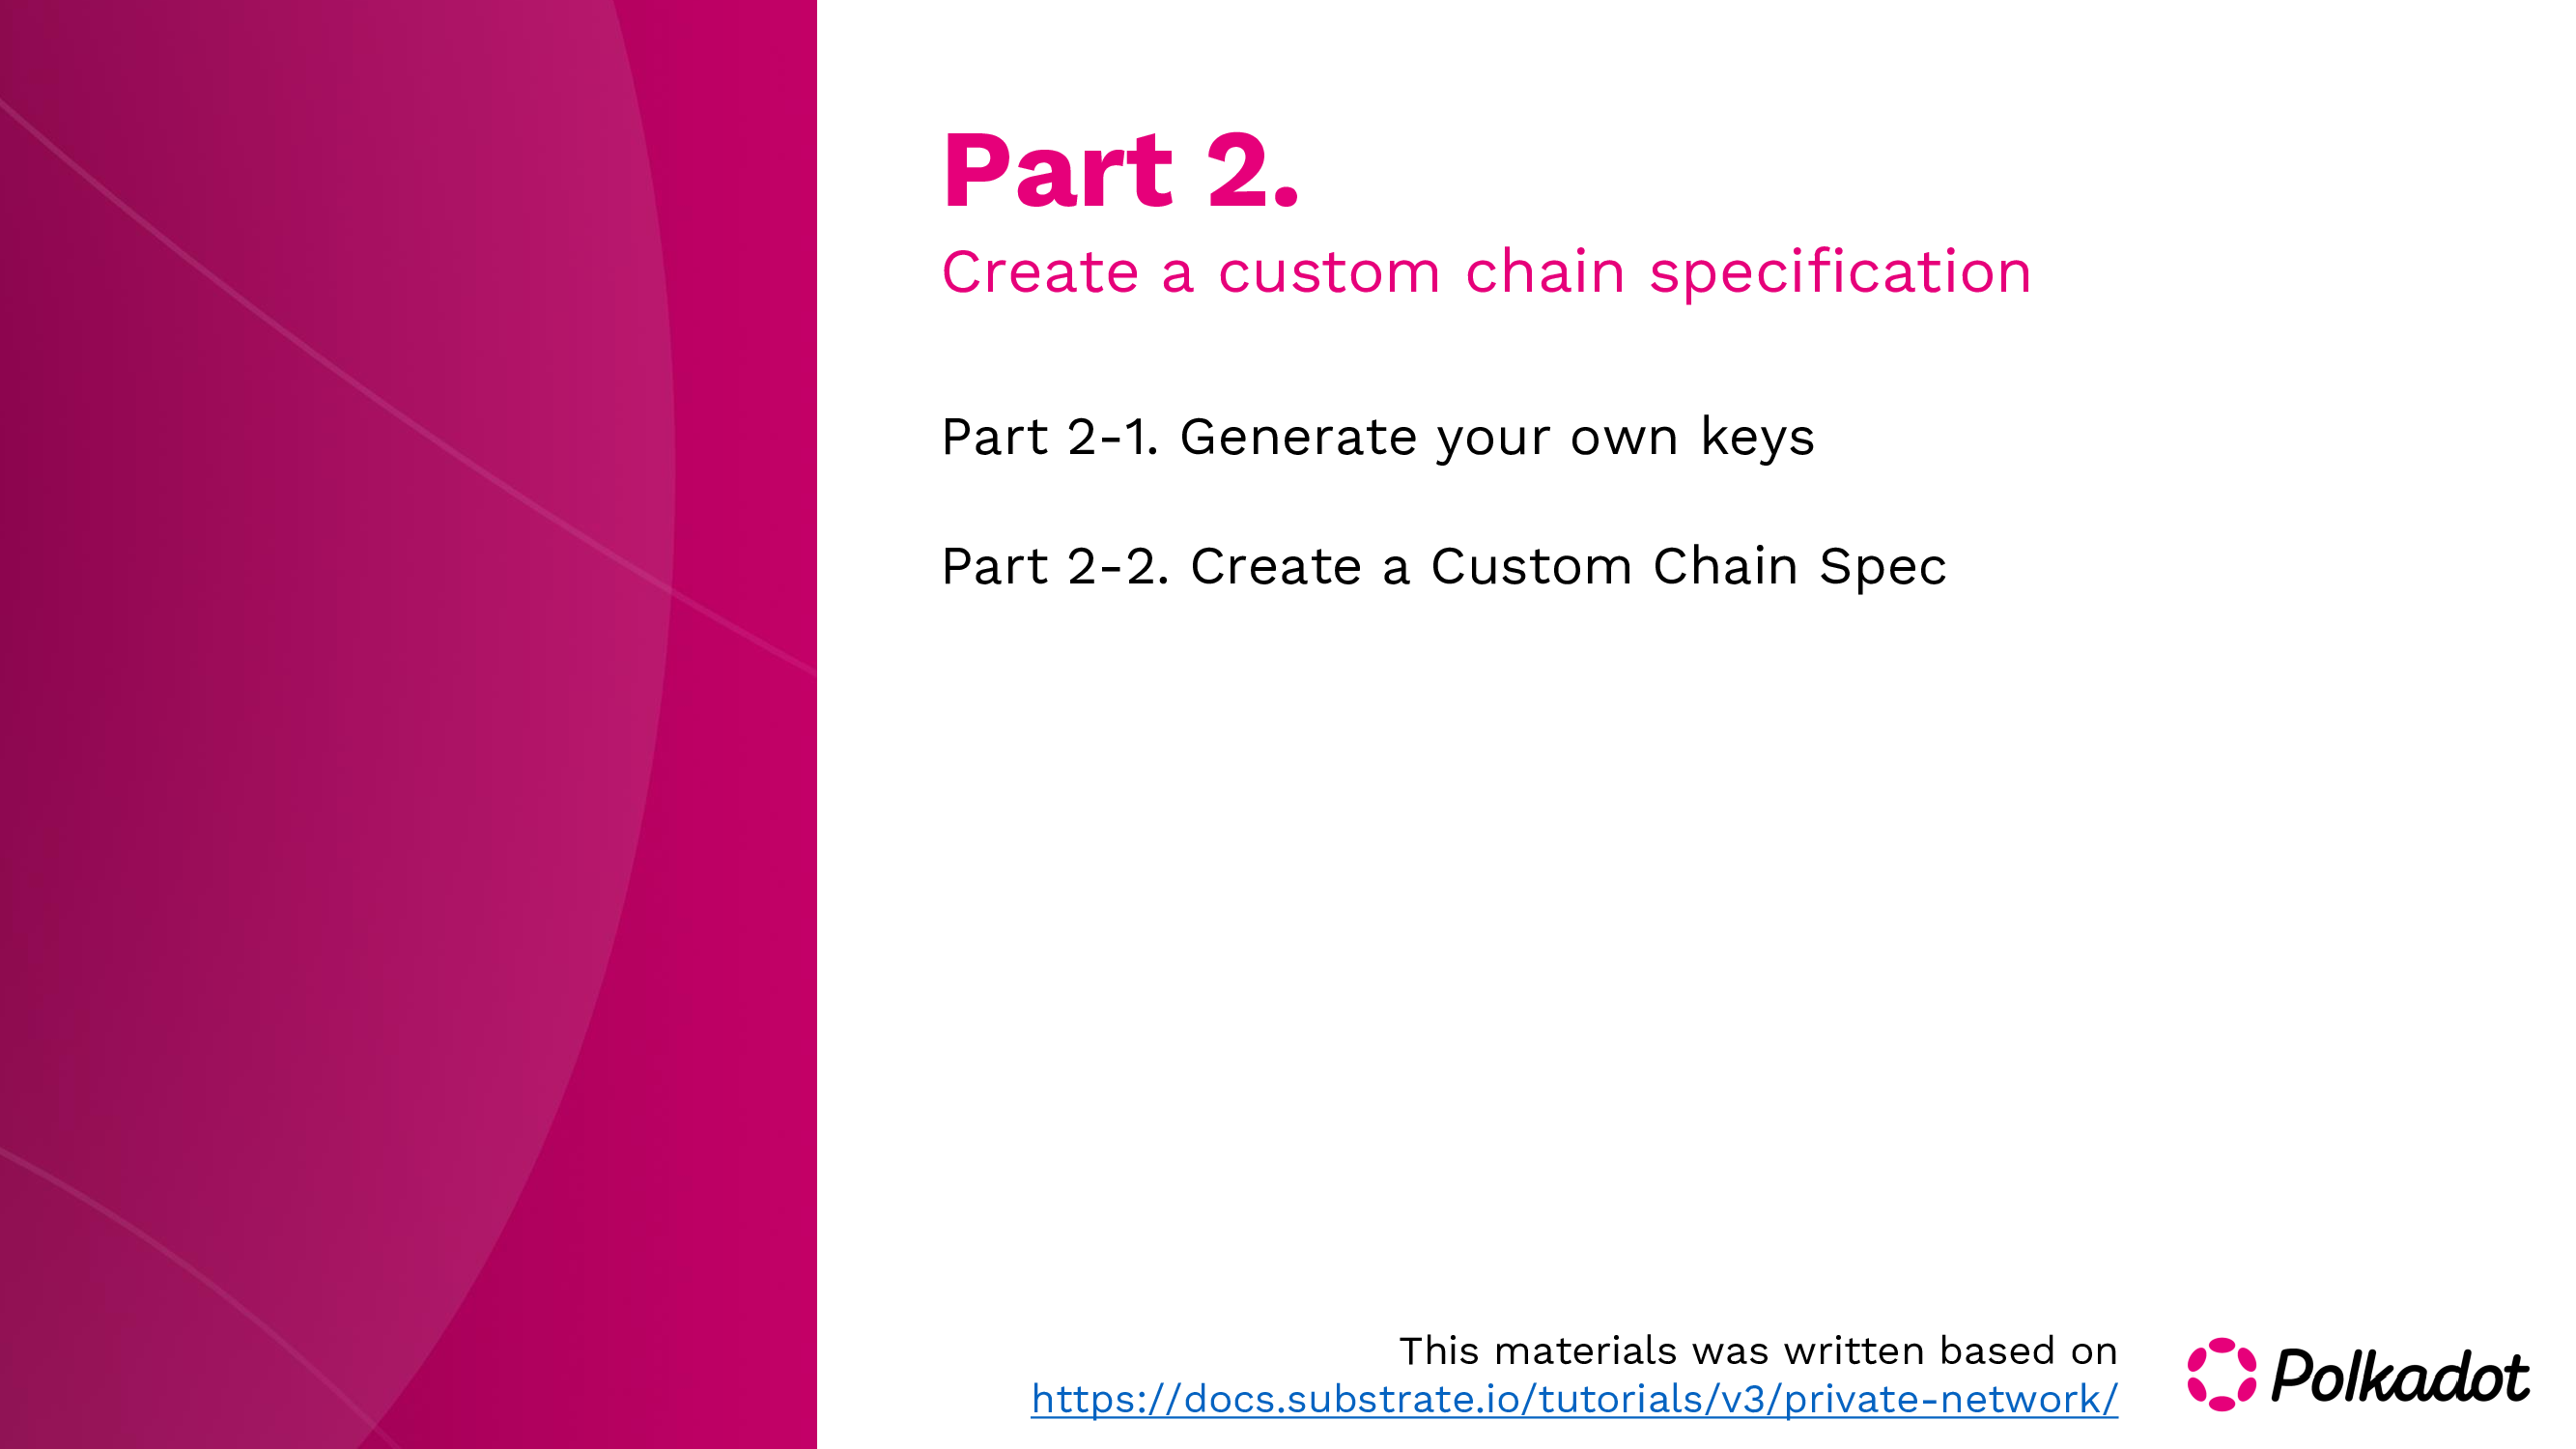 Part 2.
Create a custom chain specification
Part 2-1. Generate your own keys
Part 2-2. Create a Custom Chain Spec
This materials was written based on
https://docs.substrate.io/tutorials/v3/private-network/
Polkadot